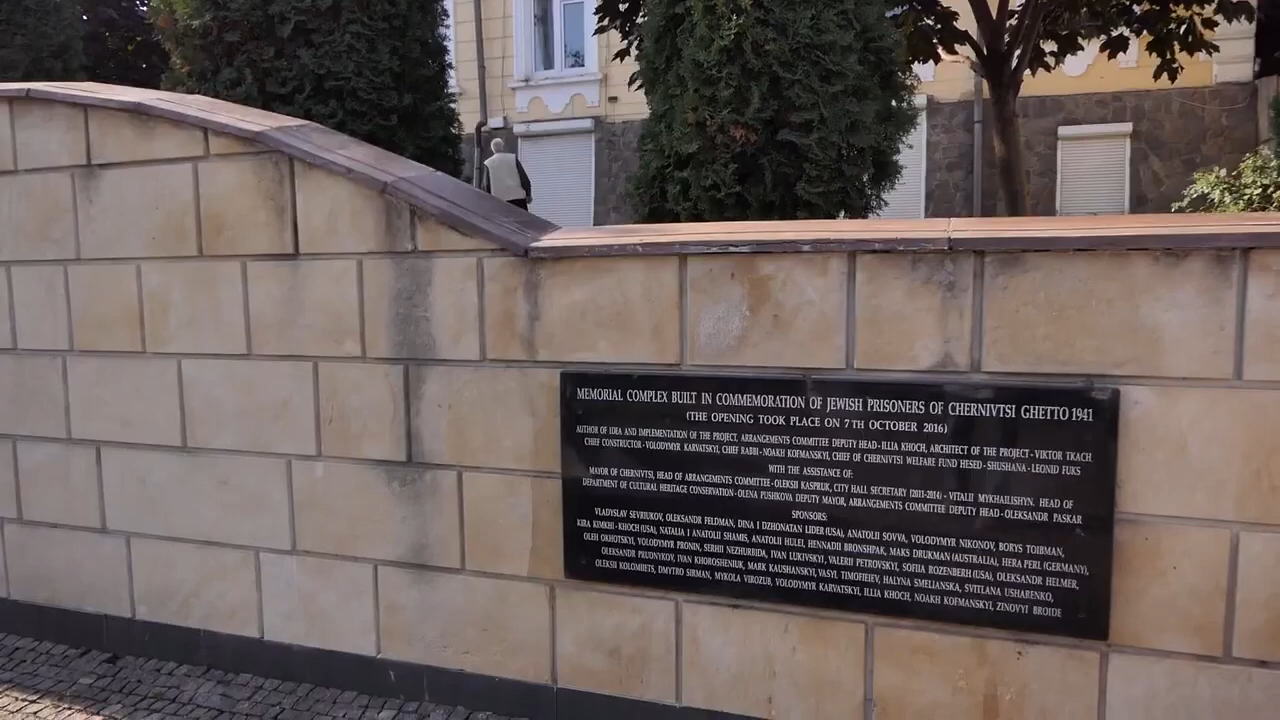 MEMORIAL COMPLEX BUILT IN COMMEMORATION OF JEWISH PRISONERS OF CHERNIVTSI GHETTO 1941
(THE OPENING TOOK PLACE ON 7TH OCTOBER 2016)
AUTHOR OF IDEA AND IMPLEMENTATION OF THE PROJECT, ARRANGEMENTS COMMITTEE DEPUTY HEAD - ILLIA KHOCH, ARCHITECT OF THE PROJECT - VIKTOR TKACH
CHIEF CONSTRUCTOR - VOLODYMYR KARVATSKYI, CHIEF RABBI - NOAKH KOFMANSKYI, CHIEF OF CHERNIVTSI WELFARE FUND HESED - SHUSHANA - LEONID FUKS
WITH THE ASSISTANCE OF:
MAYOR OF CHERNIVTSI, HEAD OF ARRANGEMENTS COMMITTEE - OLEKSII KASPRUK, CITY HALL SECRETARY (2011-2014) - VITALII MYKHAILISHYN. HEAD OF
DEPARTMENT OF CULTURAL HERITAGE CONSERVATION - OLENA PUSHKOVA DEPUTY MAYOR, ARRANGEMENTS COMMITTEE DEPUTY HEAD - OLEKSANDR PASKAR
SPONSORS:
VLADYSLAV SEVRIUKOV, OLEKSANDR FELDMAN, DINA I DZHONATAN LIDER (USA), ANATOLII SOVVA, VOLODYMYR NIKONOV, BORYS TOIBMAN,
KIRA KIMKHI - KHOCH (USA), NATALIA I ANATOLII SHAMIS, ANATOLII HULEI, HENNADII BRONSHPAK, MAKS DRUKMAN (AUSTRALIA), HERA PERL (GERMANY),
OLEH OKHOTSKYI, VOLODYMYR PRONIN, SERHII NEZHURBIDA, IVAN LUKIVSKYI, VALERII PETROVSKYI, SOFIIA ROZENBERH (USA), OLEKSANDR HELMER,
OLEKSANDR PRUDNYKOV, IVAN KHOROSHENIUK, MARK KAUSHANSKYI, VASYL TIMOFIEIEV, HALYNA SMELIANSKA, SVITLANA USHARENKO,
OLEKSII KOLOMIIETS, DMYTRO SIRMAN, MYKOLA VIROZUB, VOLODYMYR KARVATSKYI, ILLIA KHOCH, NOAKH KOFMANSKYI, ZINOVYI BROIDE